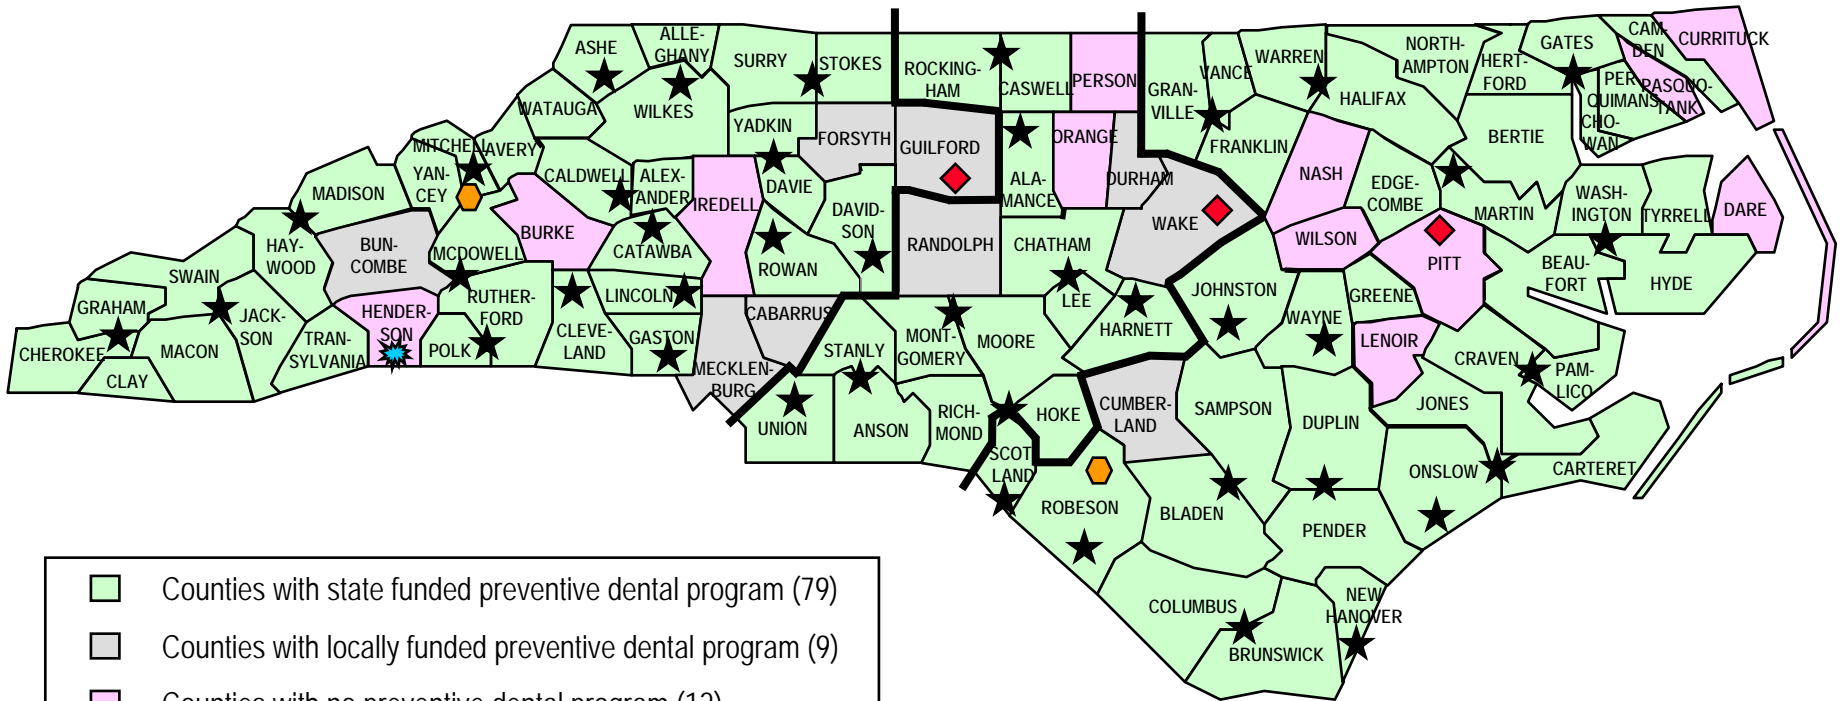 ASHE
ALLE-
GHANY
SURRY
STOKES
ROCKING-
HAM
CASWELL
PERSON
GRAN-
VILLE
VANCE
WARREN
NORTH-
AMPTON
HERT-
FORD
GATES
CAM-
DEN
CURRITUCK
PASQUO-
TANK
PER-
QUIMANS
CHO-
WAN
HALIFAX
BERTIE
WATAUGA
WILKES
YADKIN
FORSYTH
GUILFORD
ALA-
MANCE
ORANGE
DURHAM
FRANKLIN
NASH
EDGE-
COMBE
MARTIN
WASH-
INGTON
TYRRELL
DARE
MITCHELL
AVERY
YAN-
CEY
MADISON
CALDWELL
ALEX-
ANDER
IREDELL
DAVIE
DAVID-
SON
RANDOLPH
CHATHAM
WAKE
WILSON
PITT
BEAU-
FORT
HYDE
HAY-
WOOD
BUN-
COMBE
MCDOWELL
BURKE
CATAWBA
ROWAN
SWAIN
GRAHAM
CHEROKEE
CLAY
MACON
JACK-
SON
TRAN-
SYLVANIA
HENDER-
SON
POLK
RUTHER-
FORD
CLEVE-
LAND
LINCOLN
GASTON
MECKLEN-
BURG
CABARRUS
STANLY
MONT-
GOMERY
MOORE
LEE
HARNETT
JOHNSTON
WAYNE
GREENE
LENOIR
CRAVEN
PAM-
LICO
UNION
ANSON
RICH-
MOND
SCOT
LAND
HOKE
CUMBER-
LAND
SAMPSON
DUPLIN
JONES
ONSLOW
CARTERET
ROBESON
BLADEN
PENDER
COLUMBUS
BRUNSWICK
NEW
HANOVER
Counties with state funded preventive dental program (79)
Counties with locally funded preventive dental program (9)
Counties with no preventive dental program (12)